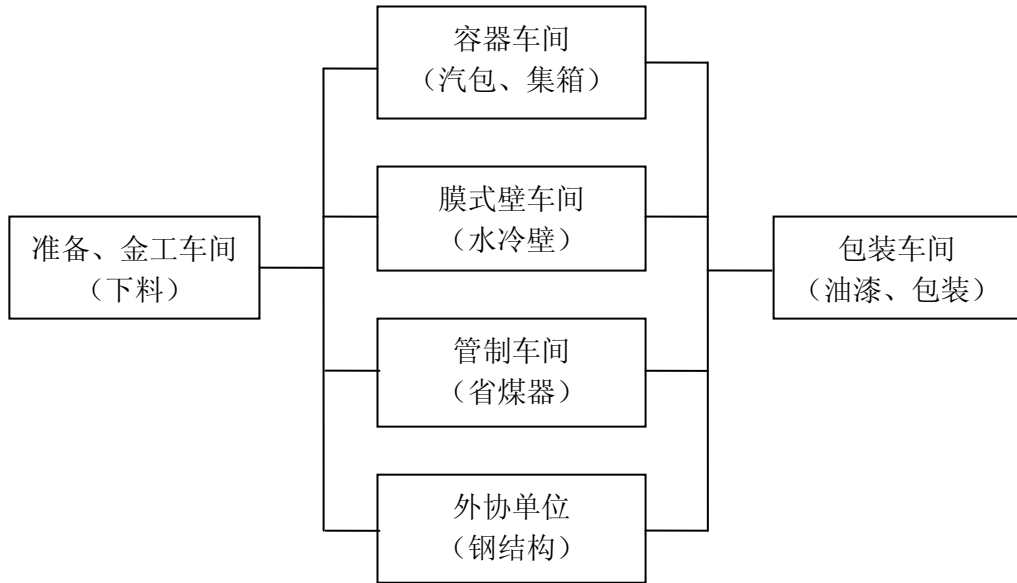 容器车间
（汽包、集箱）
膜式壁车间
（水冷壁）
准备、金工车间
（下料）
包装车间
（油漆、包装）
管制车间
（省煤器）
外协单位
（钢结构）